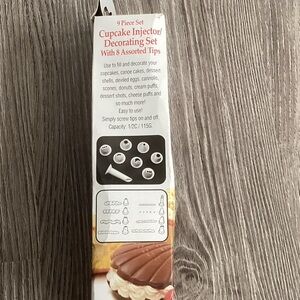 9 Piece Set
Cupcake Injector/
Decorating Set
With 8 Assorted Tips
Use to fill and decorate your
cupcakes, canoe cakes, dessert
shells, deviled eggs, cannolis,
scones, donuts, cream puffs,
dessert shots, cheese puffs and
so much more!
Easy to use!
Simply screw tips on and off.
Capacity: 1/2C / 115G.